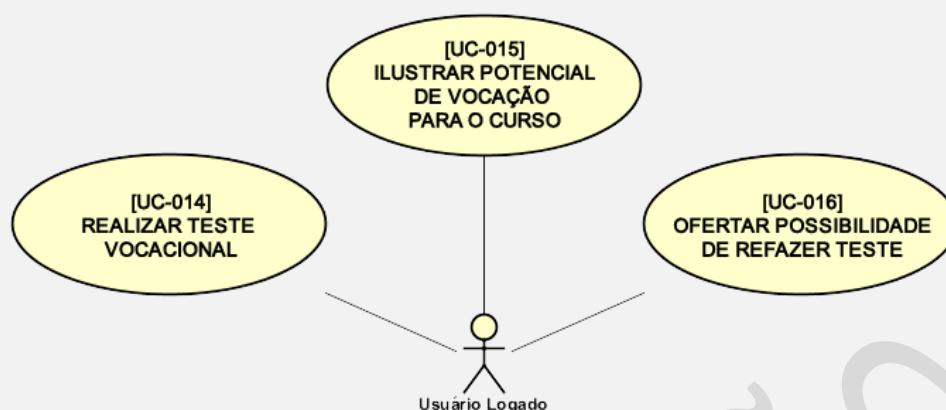 [UC-015]
ILUSTRAR POTENCIAL
DE VOCAÇÃO
PARA O CURSO
[UC-014]
REALIZAR TESTE
VOCACIONAL
[UC-016]
OFERTAR POSSIBILIDADE
DE REFAZER TESTE
Usuário Logado